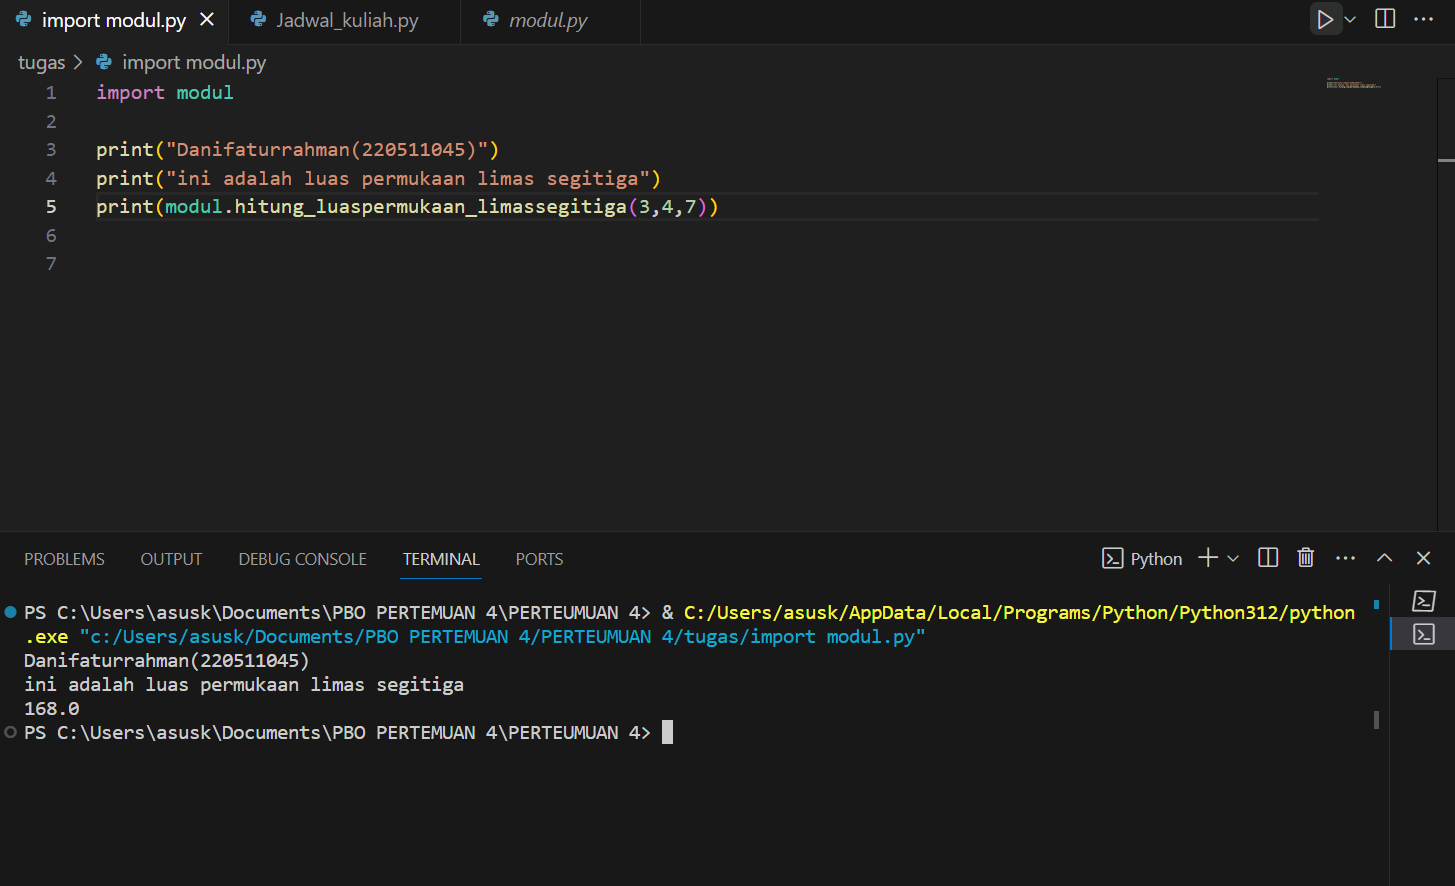 import modul.py Jadwal_kuliah.py modul.py
tugas > import modul.py
1 import modul
2
3 print("Danifaturrahman(220511045)")
4 print("ini adalah luas permukaan limas segitiga")
5 print(modul.hitung_luaspermukaan_limassegitiga(3,4,7))
6
7
PROBLEMS OUTPUT DEBUG CONSOLE TERMINAL PORTS Python
PS C:\Users\asusk\Documents\PBO PERTEMUAN 4\PERTEUMUAN 4> & C:/Users/asusk/AppData/Local/Programs/Python/Python312/python
.exe "c:/Users/asusk/Documents/PBO PERTEMUAN 4/PERTEUMUAN 4/tugas/import modul.py"
Danifaturrahman(220511045)
ini adalah luas permukaan limas segitiga
168.0
PS C:\Users\asusk\Documents\PBO PERTEMUAN 4\PERTEUMUAN 4>